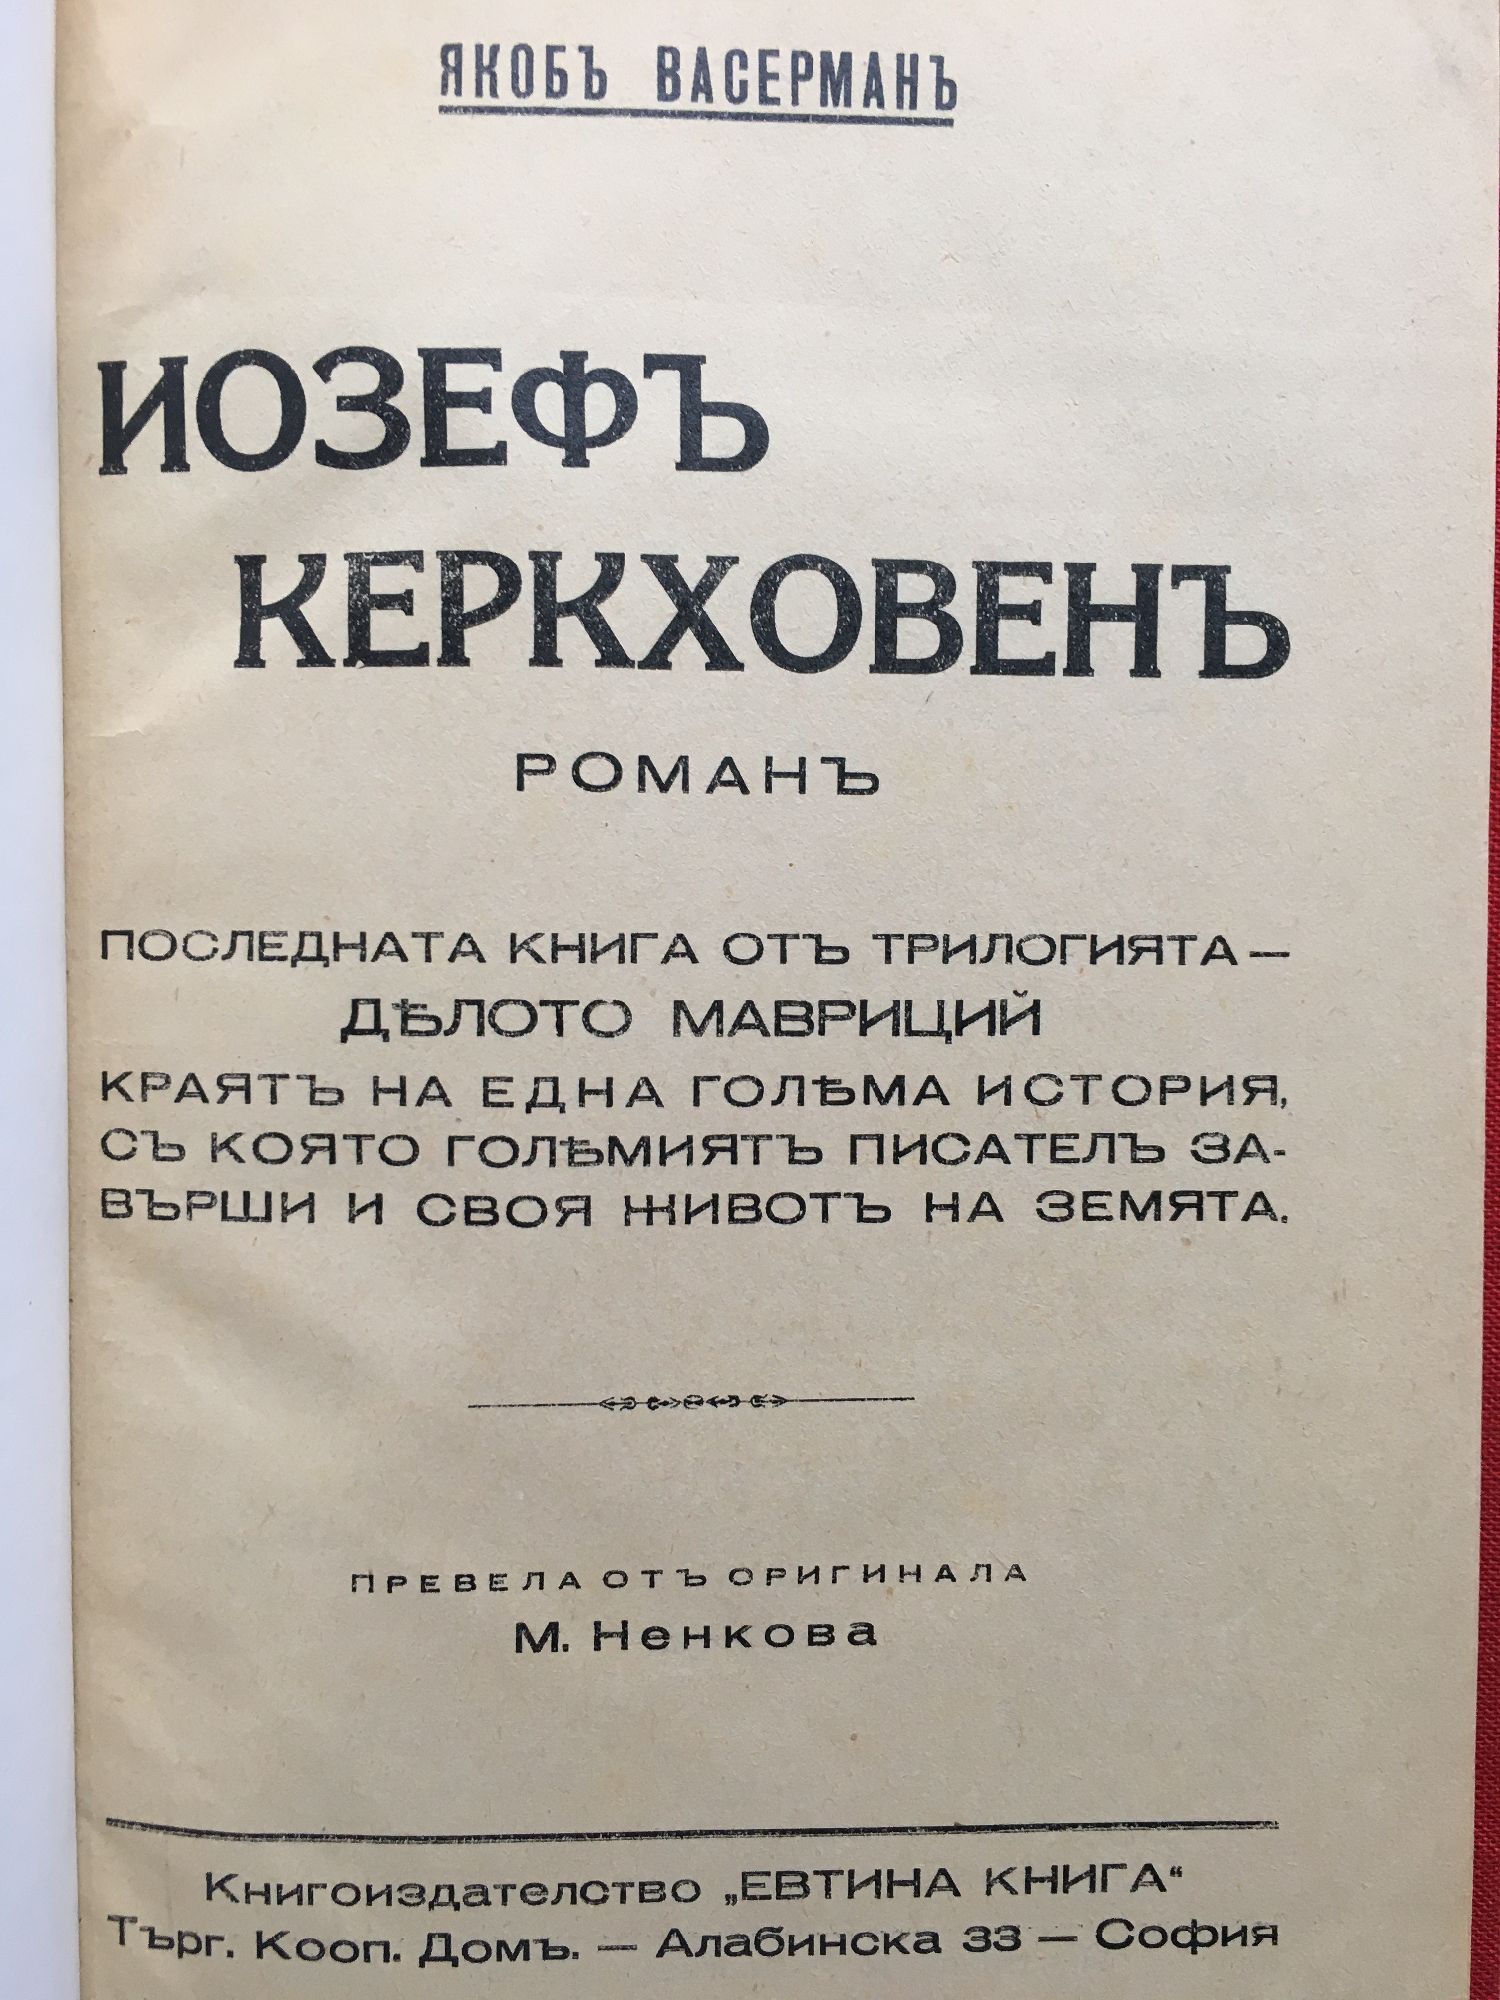 ЯКОБЪ ВАСЕРМАНЪ
ИОЗЕФЪ
КЕРКХОВЕНЪ
РОМАНЪ
ПОСЛЕДНАТА КНИГА ОТЪ ТРИЛОГИЯТА —
ДѢЛОТО МАВРИЦИЙ
КРАЯТЪ НА ЕДНА ГОЛѢМА ИСТОРИЯ,
СЪ КОЯТО ГОЛѢМИЯТЪ ПИСАТЕЛЪ ЗА-
ВЪРШИ И СВОЯ ЖИВОТЪ НА ЗЕМЯТА.
ПРЕВЕЛА ОТЪ ОРИГИНАЛА
М. Ненкова
Книгоиздателство „ЕВТИНА КНИГА“
Търг. Кооп. Домъ. — Алабинска 33 — София